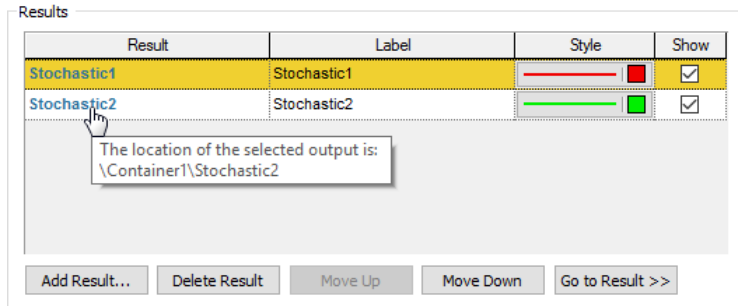 Results
Result Label Style Show
Stochastic1 Stochastic1
Stochastic2 Stochastic2
The location of the selected output is:
\Container1\Stochastic2
Add Result... Delete Result Move Up Move Down Go to Result >>